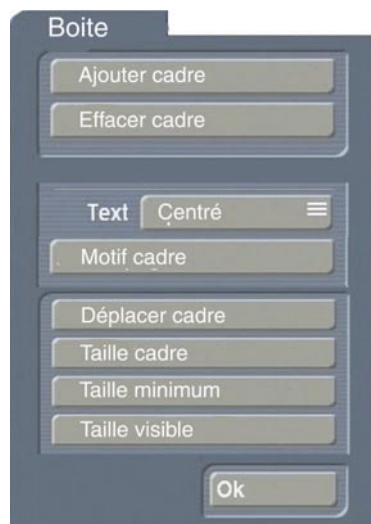 Boite
Ajouter cadre
Effacer cadre
Text Centré
Motif cadre
Déplacer cadre
Taille cadre
Taille minimum
Taille visible
Ok